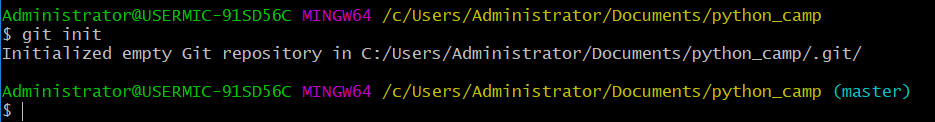 Administrator@USERMIC-91SD56C MINGW64 /c/Users/Administrator/Documents/python_camp
$ git init
Initialized empty Git repository in C:/Users/Administrator/Documents/python_camp/.git/
Administrator@USERMIC-91SD56C MINGW64 /c/Users/Administrator/Documents/python_camp (master)
$